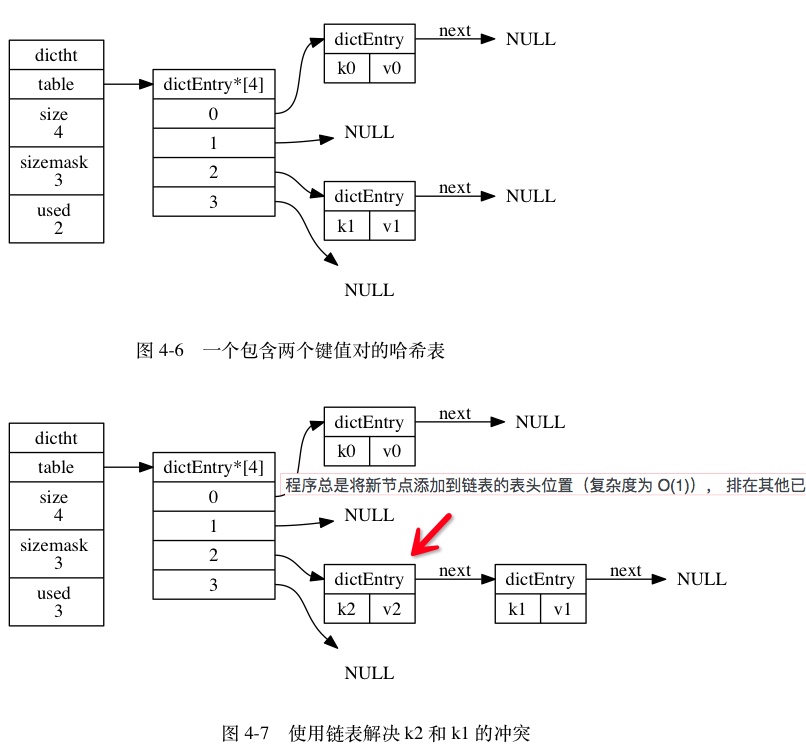 dictEntry
next
NULL
k0 v0
dictht
table
size
4
sizemask
3
used
2
dictEntry*[4]
0
1
2
3
NULL
dictEntry
next
NULL
k1 v1
NULL
图 4-6 一个包含两个键值对的哈希表
dictEntry
next
NULL
k0 v0
dictht
table
size
4
sizemask
3
used
3
dictEntry*[4]
0
1
2
3
程序总是将新节点添加到链表的表头位置（复杂度为 O(1)）， 排在其他已
NULL
dictEntry
next
dictEntry
next
NULL
k2 v2
k1 v1
NULL
图 4-7 使用链表解决 k2 和 k1 的冲突